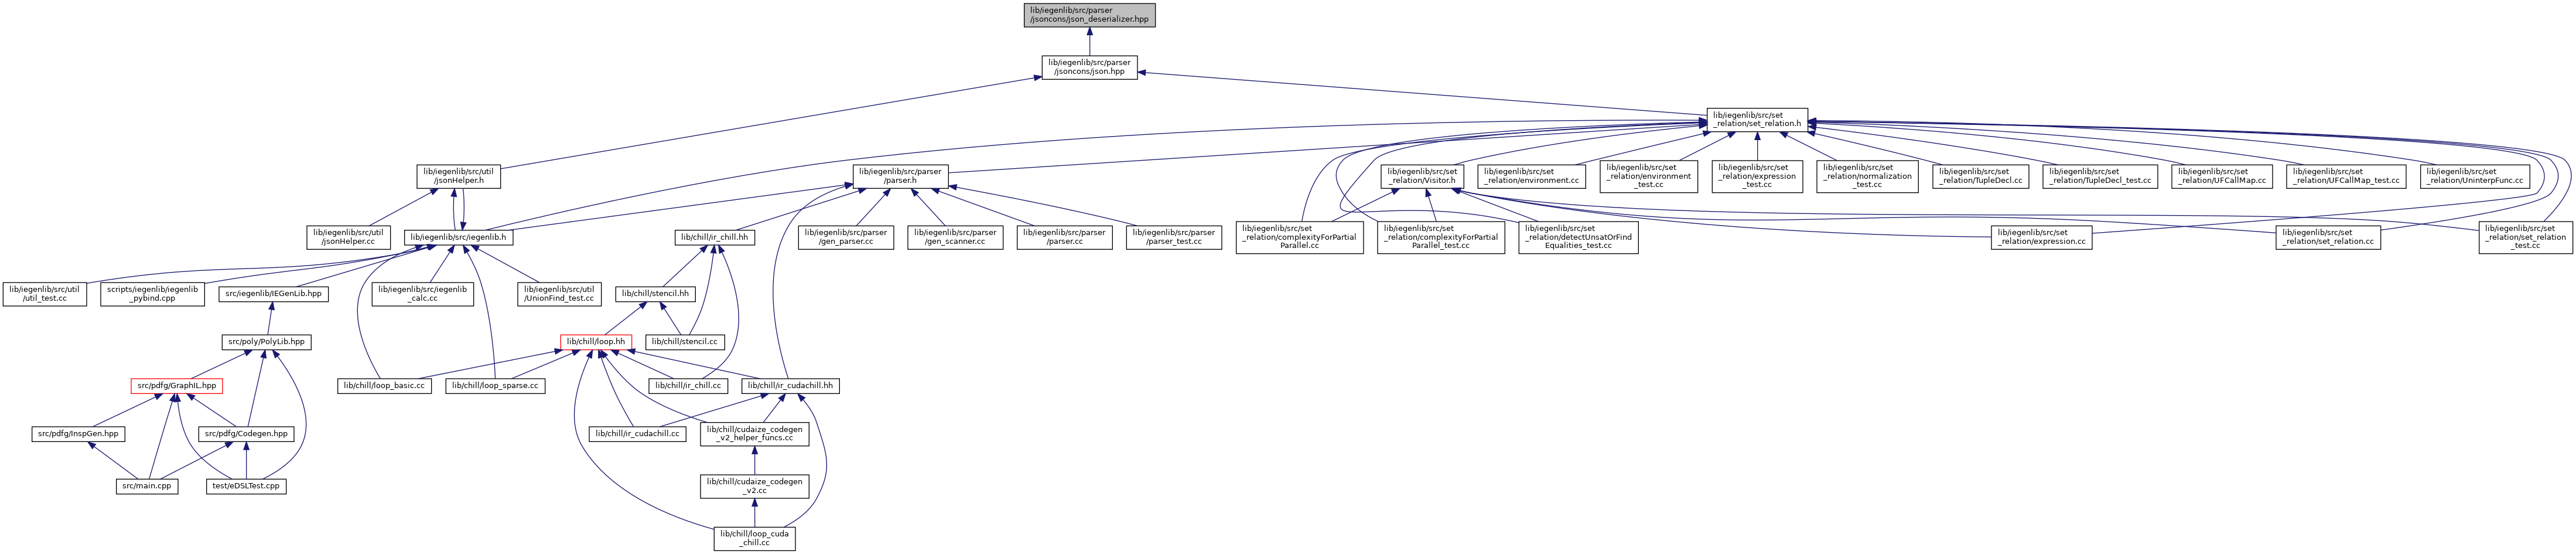 lib/iegenlib/src/parser
/jsoncons/json_deserializer.hpp
lib/iegenlib/src/parser
/jsoncons/json.hpp
lib/iegenlib/src/set
_relation/set_relation.h
lib/iegenlib/src/util
/jsonHelper.h
lib/iegenlib/src/parser
/parser.h
lib/iegenlib/src/set
_relation/Visitor.h
lib/iegenlib/src/set
_relation/environment.cc
lib/iegenlib/src/set
_relation/environment
_test.cc
lib/iegenlib/src/set
_relation/expression
_test.cc
lib/iegenlib/src/set
_relation/normalization
_test.cc
lib/iegenlib/src/set
_relation/TupleDecl.cc
lib/iegenlib/src/set
_relation/TupleDecl_test.cc
lib/iegenlib/src/set
_relation/UFCallMap.cc
lib/iegenlib/src/set
_relation/UFCallMap_test.cc
lib/iegenlib/src/set
_relation/UninterpFunc.cc
lib/iegenlib/src/util
/jsonHelper.cc
lib/iegenlib/src/iegenlib.h
lib/chill/ir_chill.hh
lib/iegenlib/src/parser
/gen_parser.cc
lib/iegenlib/src/parser
/gen_scanner.cc
lib/iegenlib/src/parser
/parser.cc
lib/iegenlib/src/parser
/parser_test.cc
lib/iegenlib/src/set
_relation/complexityForPartial
Parallel.cc
lib/iegenlib/src/set
_relation/complexityForPartial
Parallel_test.cc
lib/iegenlib/src/set
_relation/detectUnsatOrFind
Equalities_test.cc
lib/iegenlib/src/set
_relation/expression.cc
lib/iegenlib/src/set
_relation/set_relation.cc
lib/iegenlib/src/set
_relation/set_relation
_test.cc
lib/iegenlib/src/util
/util_test.cc
scripts/iegenlib/iegenlib
_pybind.cpp
src/iegenlib/IEGenLib.hpp
lib/iegenlib/src/iegenlib
_calc.cc
lib/iegenlib/src/util
/UnionFind_test.cc
lib/chill/stencil.hh
src/poly/PolyLib.hpp
lib/chill/loop.hh
lib/chill/stencil.cc
src/pdfg/GraphIL.hpp
lib/chill/loop_basic.cc
lib/chill/loop_sparse.cc
lib/chill/ir_chill.cc
lib/chill/ir_cudachill.hh
src/pdfg/InspGen.hpp
src/pdfg/Codegen.hpp
lib/chill/ir_cudachill.cc
lib/chill/cudaize_codegen
_v2_helper_funcs.cc
src/main.cpp
test/eDSLTest.cpp
lib/chill/cudaize_codegen
_v2.cc
lib/chill/loop_cuda
_chill.cc